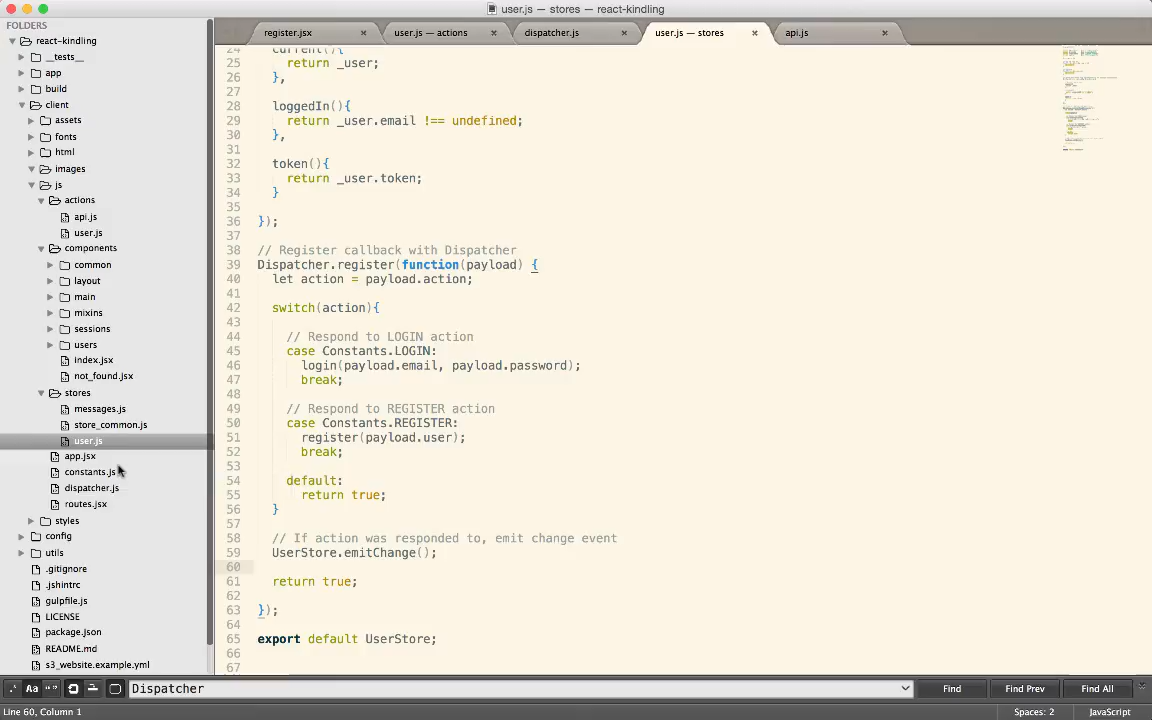 user.js — stores — react-kindling
FOLDERS
react-kindling
__tests__
app
build
client
assets
fonts
html
images
js
actions
api.js
user.js
components
common
layout
main
mixins
sessions
users
index.jsx
not_found.jsx
stores
messages.js
store_common.js
user.js
app.jsx
constants.js
dispatcher.js
routes.jsx
styles
config
utils
.gitignore
.jshintrc
gulpfile.js
LICENSE
package.json
README.md
s3_website.example.yml
register.jsx ×
user.js — actions ×
dispatcher.js ×
user.js — stores ×
api.js ×
24 current(){
25 return _user;
26 },
27
28 loggedIn(){
29 return _user.email !== undefined;
30 },
31
32 token(){
33 return _user.token;
34 }
35
36 });
37
38 // Register callback with Dispatcher
39 Dispatcher.register(function(payload) {
40 let action = payload.action;
41
42 switch(action){
43
44 // Respond to LOGIN action
45 case Constants.LOGIN:
46 login(payload.email, payload.password);
47 break;
48
49 // Respond to REGISTER action
50 case Constants.REGISTER:
51 register(payload.user);
52 break;
53
54 default:
55 return true;
56 }
57
58 // If action was responded to, emit change event
59 UserStore.emitChange();
60
61 return true;
62
63 });
64
65 export default UserStore;
66
67
.* Aa “” Dispatcher Find Find Prev Find All
Line 60, Column 1 Spaces: 2 JavaScript